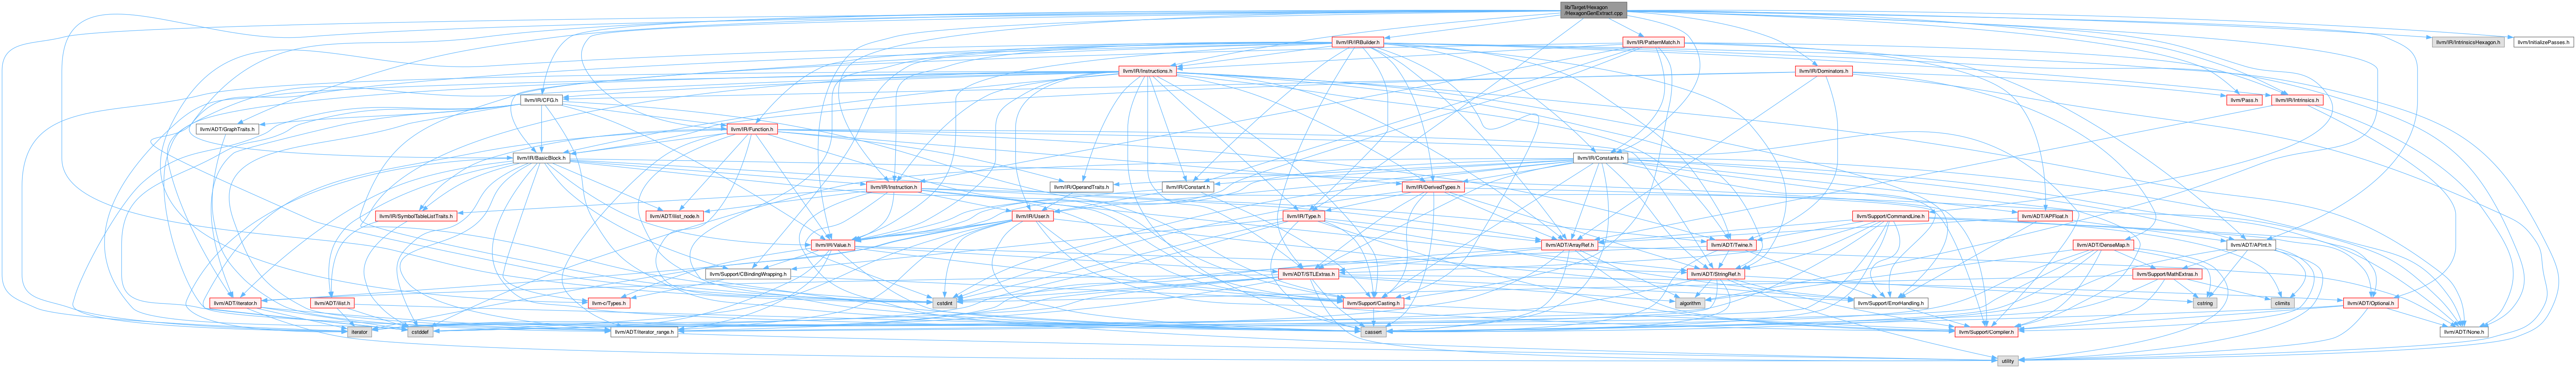 lib/Target/Hexagon
/HexagonGenExtract.cpp
llvm/IR/IRBuilder.h
llvm/IR/PatternMatch.h
llvm/IR/IntrinsicsHexagon.h
llvm/InitializePasses.h
llvm/IR/Instructions.h
llvm/IR/Dominators.h
llvm/IR/CFG.h
llvm/Pass.h
llvm/IR/Intrinsics.h
llvm/ADT/GraphTraits.h
llvm/IR/Function.h
llvm/IR/BasicBlock.h
llvm/IR/Constants.h
llvm/IR/Instruction.h
llvm/IR/OperandTraits.h
llvm/IR/Constant.h
llvm/IR/DerivedTypes.h
llvm/IR/SymbolTableListTraits.h
llvm/ADT/ilist_node.h
llvm/IR/User.h
llvm/IR/Type.h
llvm/Support/CommandLine.h
llvm/ADT/APFloat.h
llvm/IR/Value.h
llvm/ADT/ArrayRef.h
llvm/ADT/Twine.h
llvm/ADT/DenseMap.h
llvm/ADT/APInt.h
llvm/Support/CBindingWrapping.h
llvm/ADT/STLExtras.h
llvm/ADT/StringRef.h
llvm/Support/MathExtras.h
llvm/ADT/iterator.h
llvm/ADT/ilist.h
llvm-c/Types.h
cstdint
llvm/Support/Casting.h
algorithm
llvm/Support/ErrorHandling.h
cstring
climits
llvm/ADT/Optional.h
iterator
cstddef
llvm/ADT/iterator_range.h
cassert
llvm/Support/Compiler.h
llvm/ADT/None.h
utility